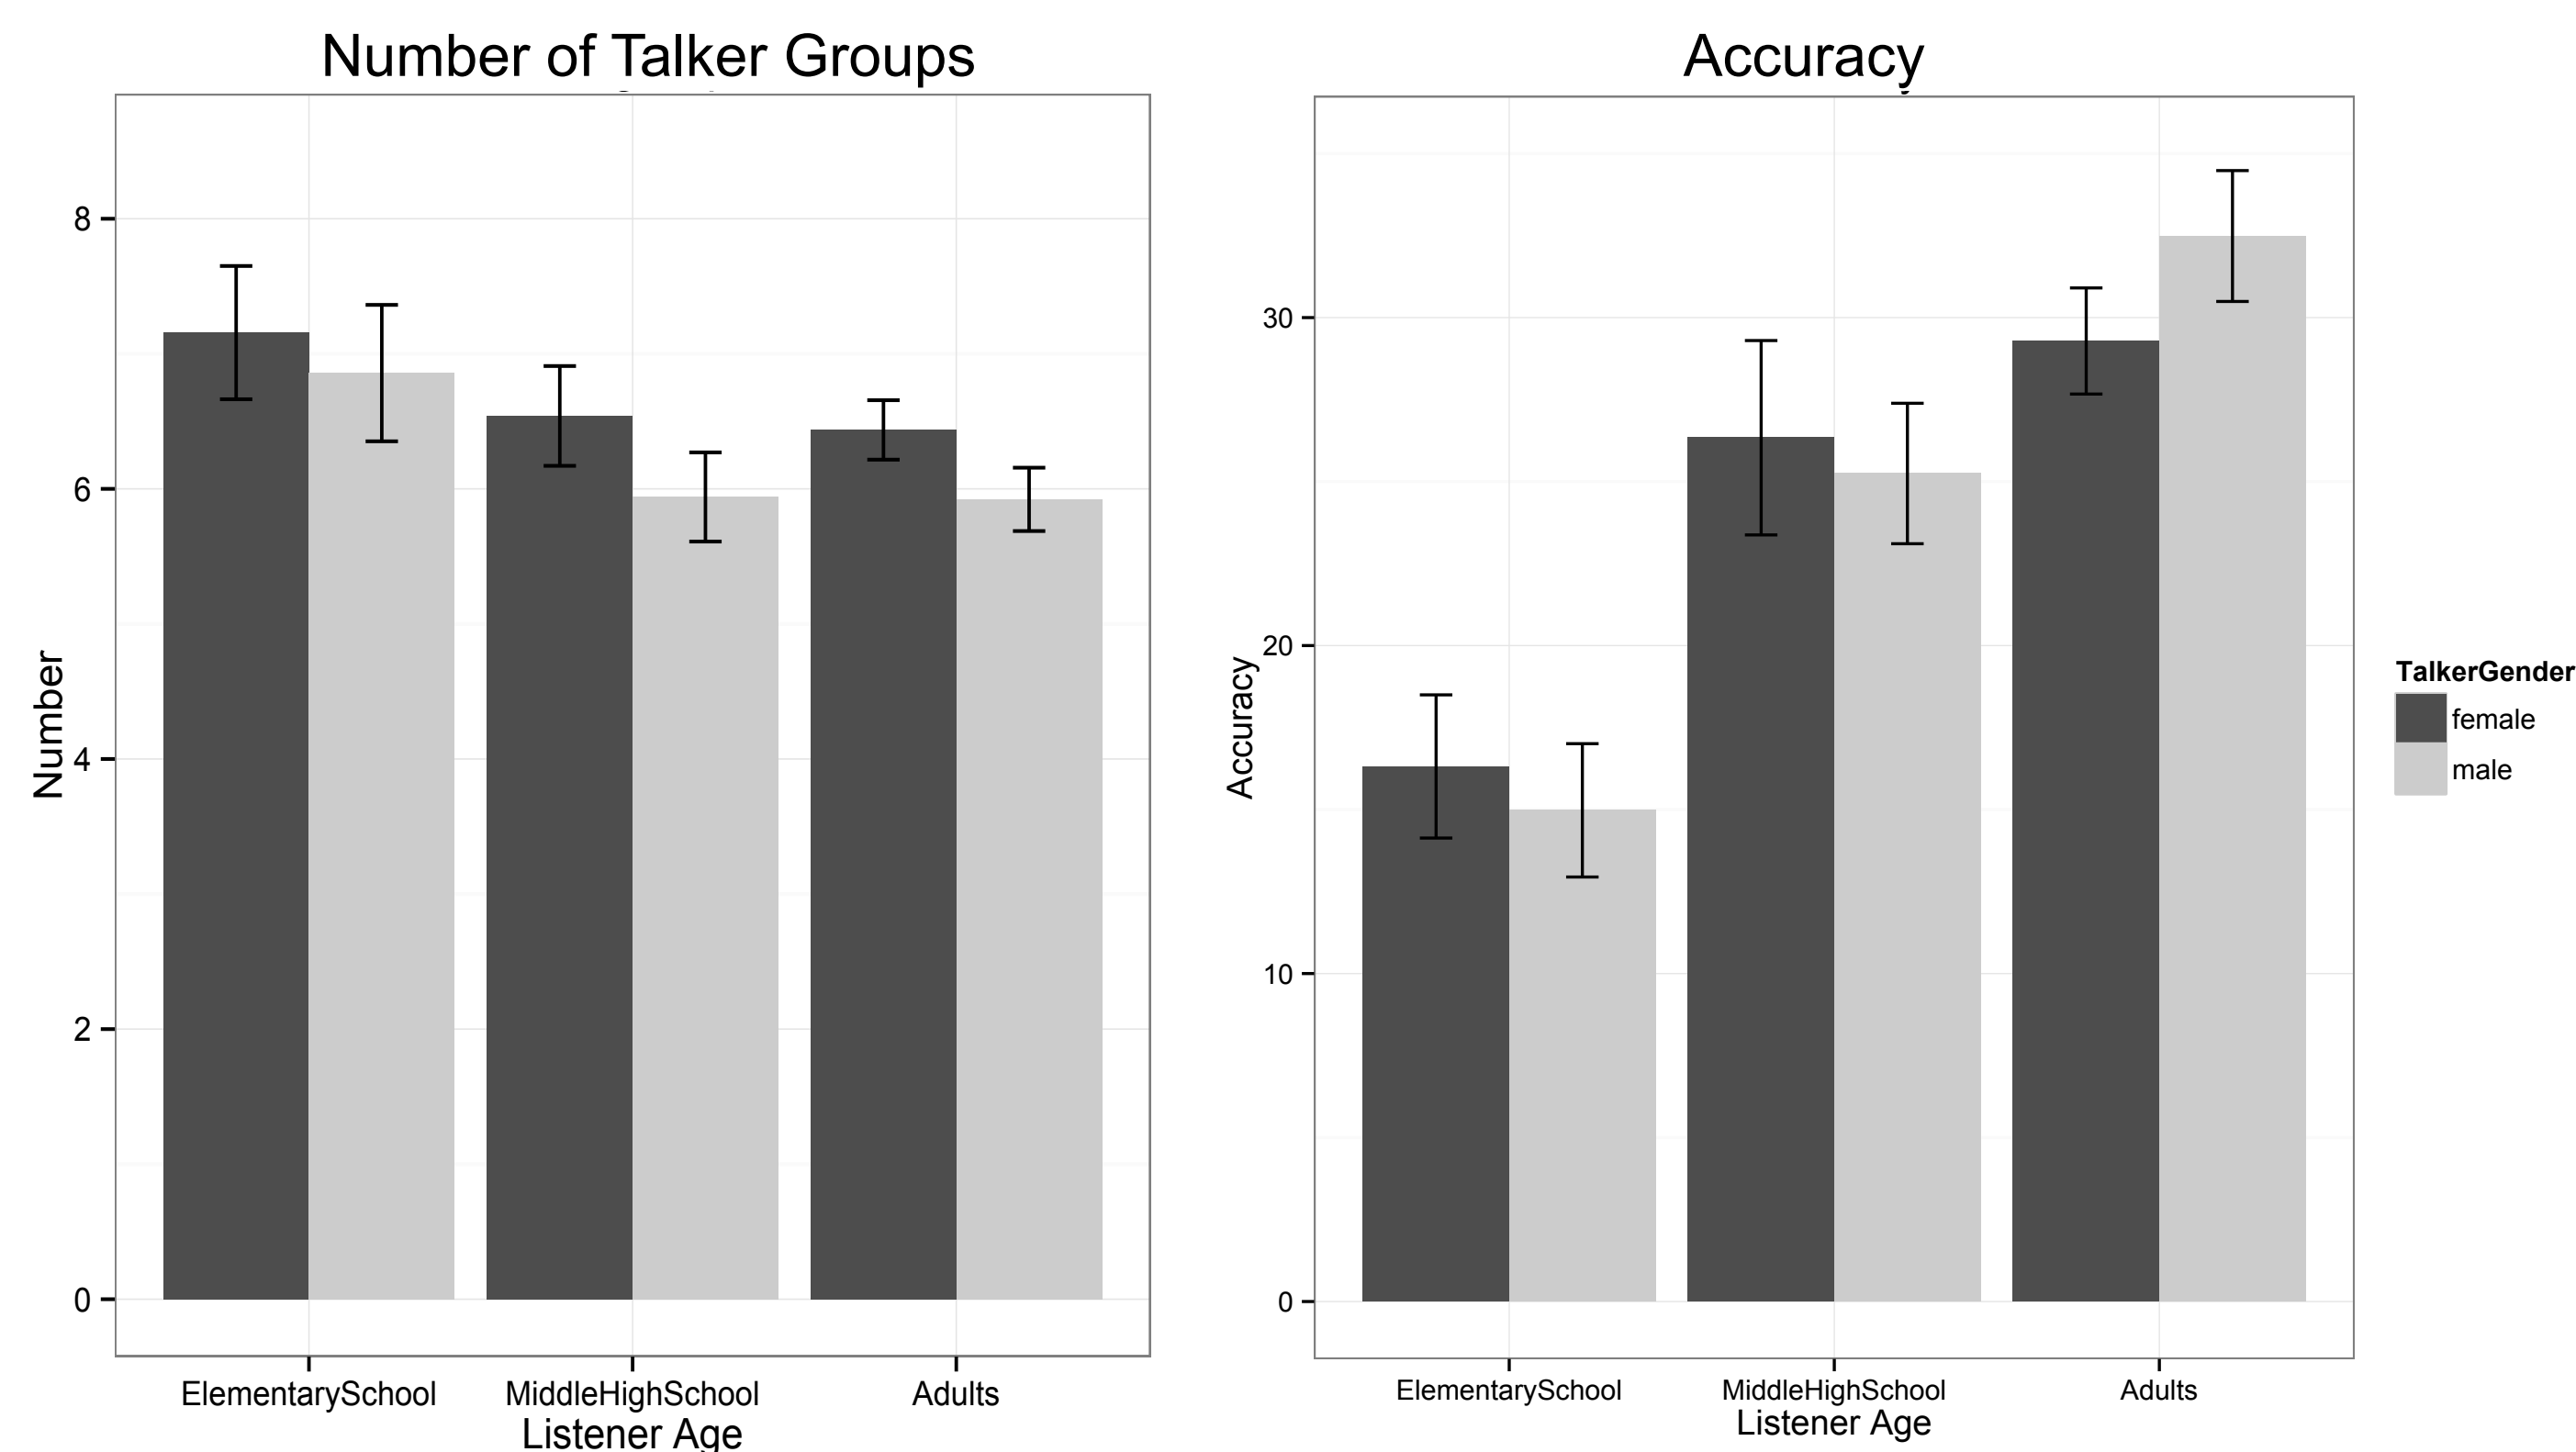 Number of Talker Groups
Number
8
6
4
2
0
ElementarySchool MiddleHighSchool Adults
Listener Age
Accuracy
Accuracy
30
20
10
0
ElementarySchool MiddleHighSchool Adults
Listener Age
TalkerGender
female
male